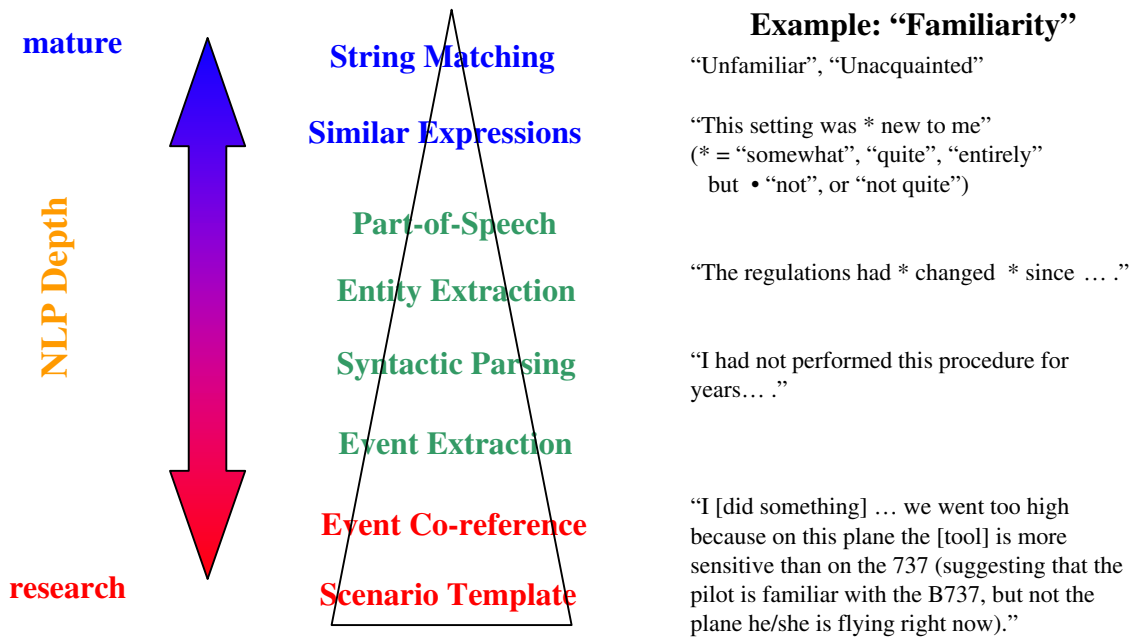 mature
NLP Depth
research
String Matching
Similar Expressions
Part-of-Speech
Entity Extraction
Syntactic Parsing
Event Extraction
Event Co-reference
Scenario Template
Example: “Familiarity”
“Unfamiliar”, “Unacquainted”
“This setting was * new to me”
(* = “somewhat”, “quite”, “entirely”
but • “not”, or “not quite”)
“The regulations had * changed * since … .”
“I had not performed this procedure for
years… .”
“I [did something] … we went too high
because on this plane the [tool] is more
sensitive than on the 737 (suggesting that the
pilot is familiar with the B737, but not the
plane he/she is flying right now).”